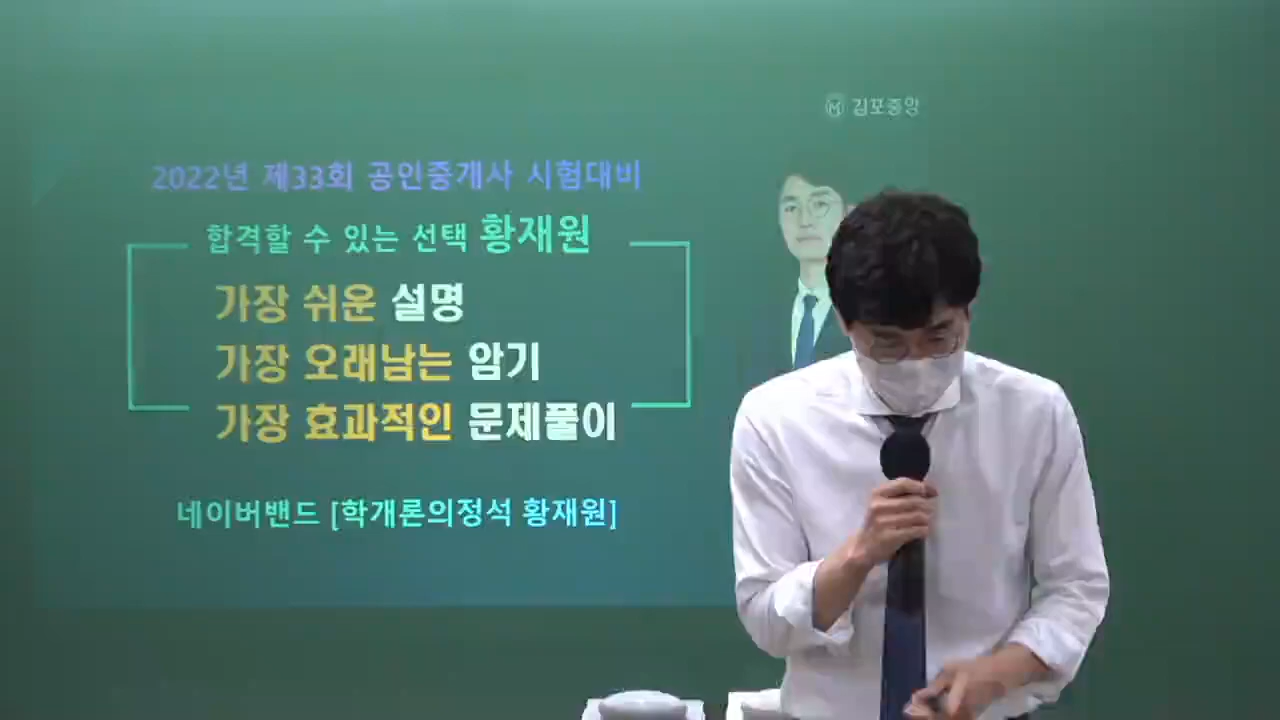 M 김포중앙
2022년 제33회 공인중개사 시험대비
합격할 수 있는 선택 황재원
가장 쉬운 설명
가장 오래남는 암기
가장 효과적인 문제풀이
네이버밴드 [학개론의정석 황재원]